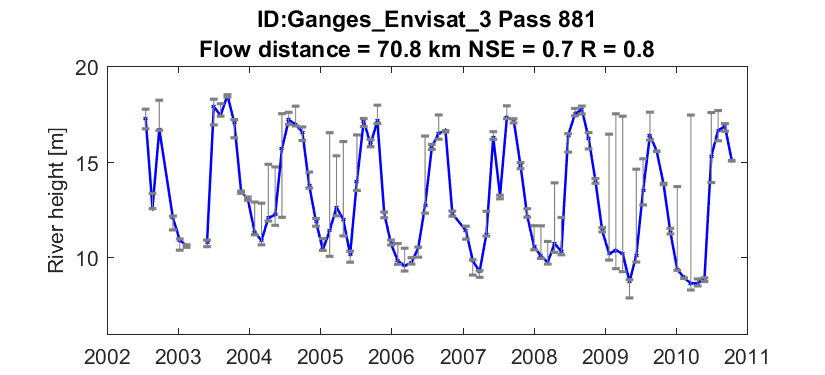 ID:Ganges_Envisat_3 Pass 881
Flow distance = 70.8 km NSE = 0.7 R = 0.8
20
15
10
River height [m]
2002 2003 2004 2005 2006 2007 2008 2009 2010 2011